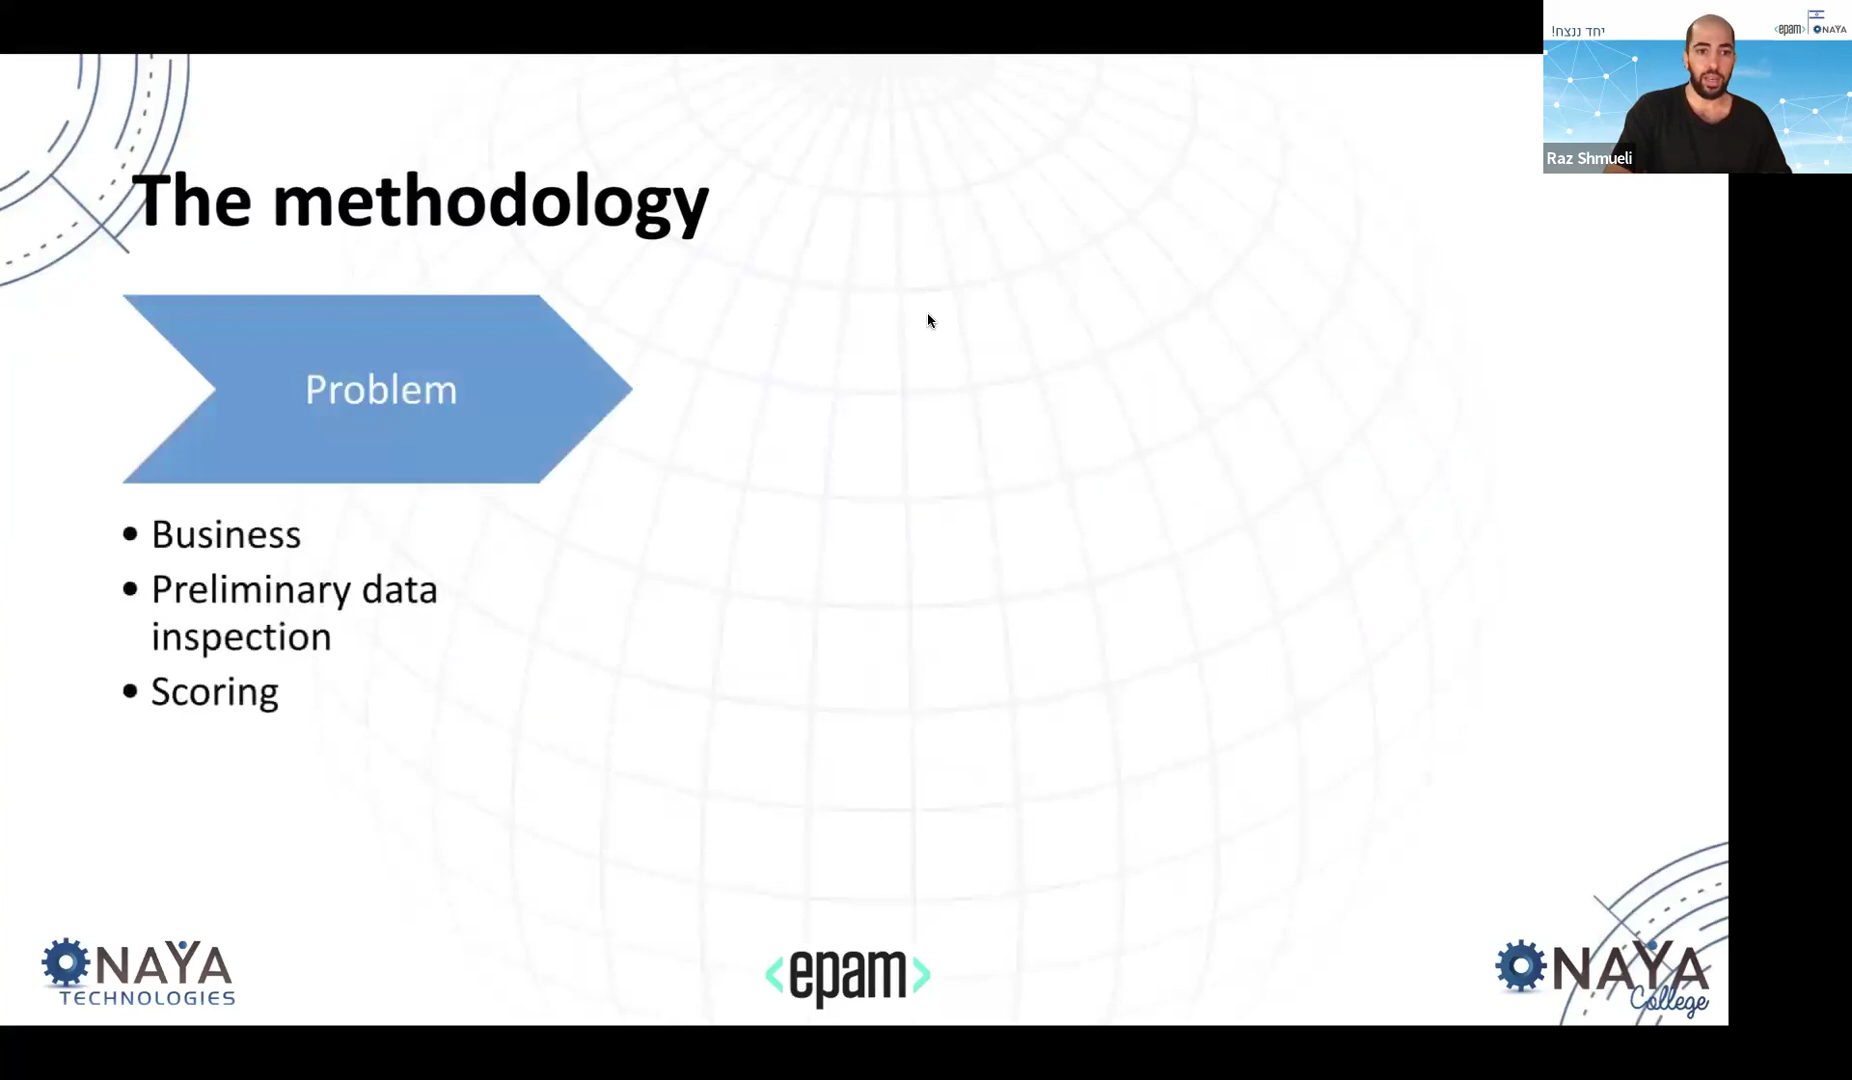 יחד ננצח!
<epam> NAYA
Raz Shmueli
The methodology
Problem
• Business
• Preliminary data
inspection
• Scoring
NAYA
TECHNOLOGIES
<epam>
NAYA
College